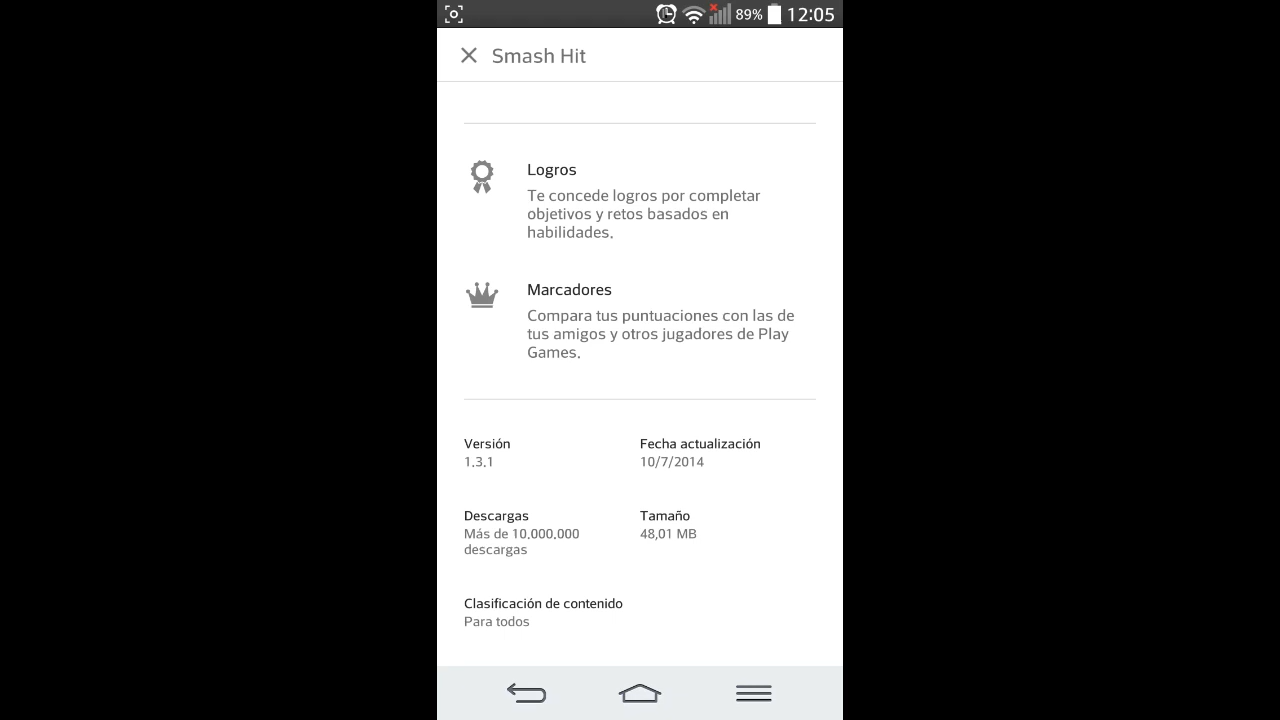 89% 12:05
Smash Hit
Logros
Te concede logros por completar
objetivos y retos basados en
habilidades.
Marcadores
Compara tus puntuaciones con las de
tus amigos y otros jugadores de Play
Games.
Versión
1.3.1
Fecha actualización
10/7/2014
Descargas
Más de 10.000.000
descargas
Tamaño
48,01 MB
Clasificación de contenido
Para todos